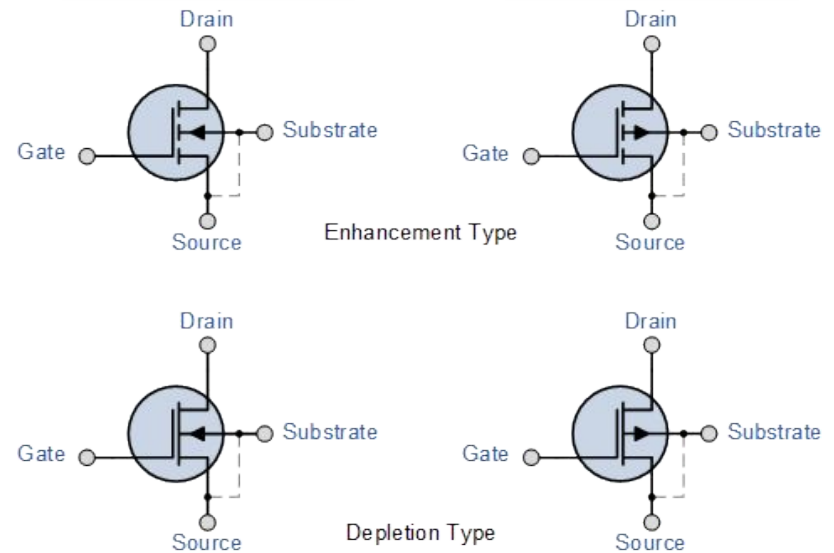 Drain
Drain
Substrate
Substrate
Gate
Gate
Source
Enhancement Type
Source
Drain
Drain
Substrate
Substrate
Gate
Gate
Source
Depletion Type
Source